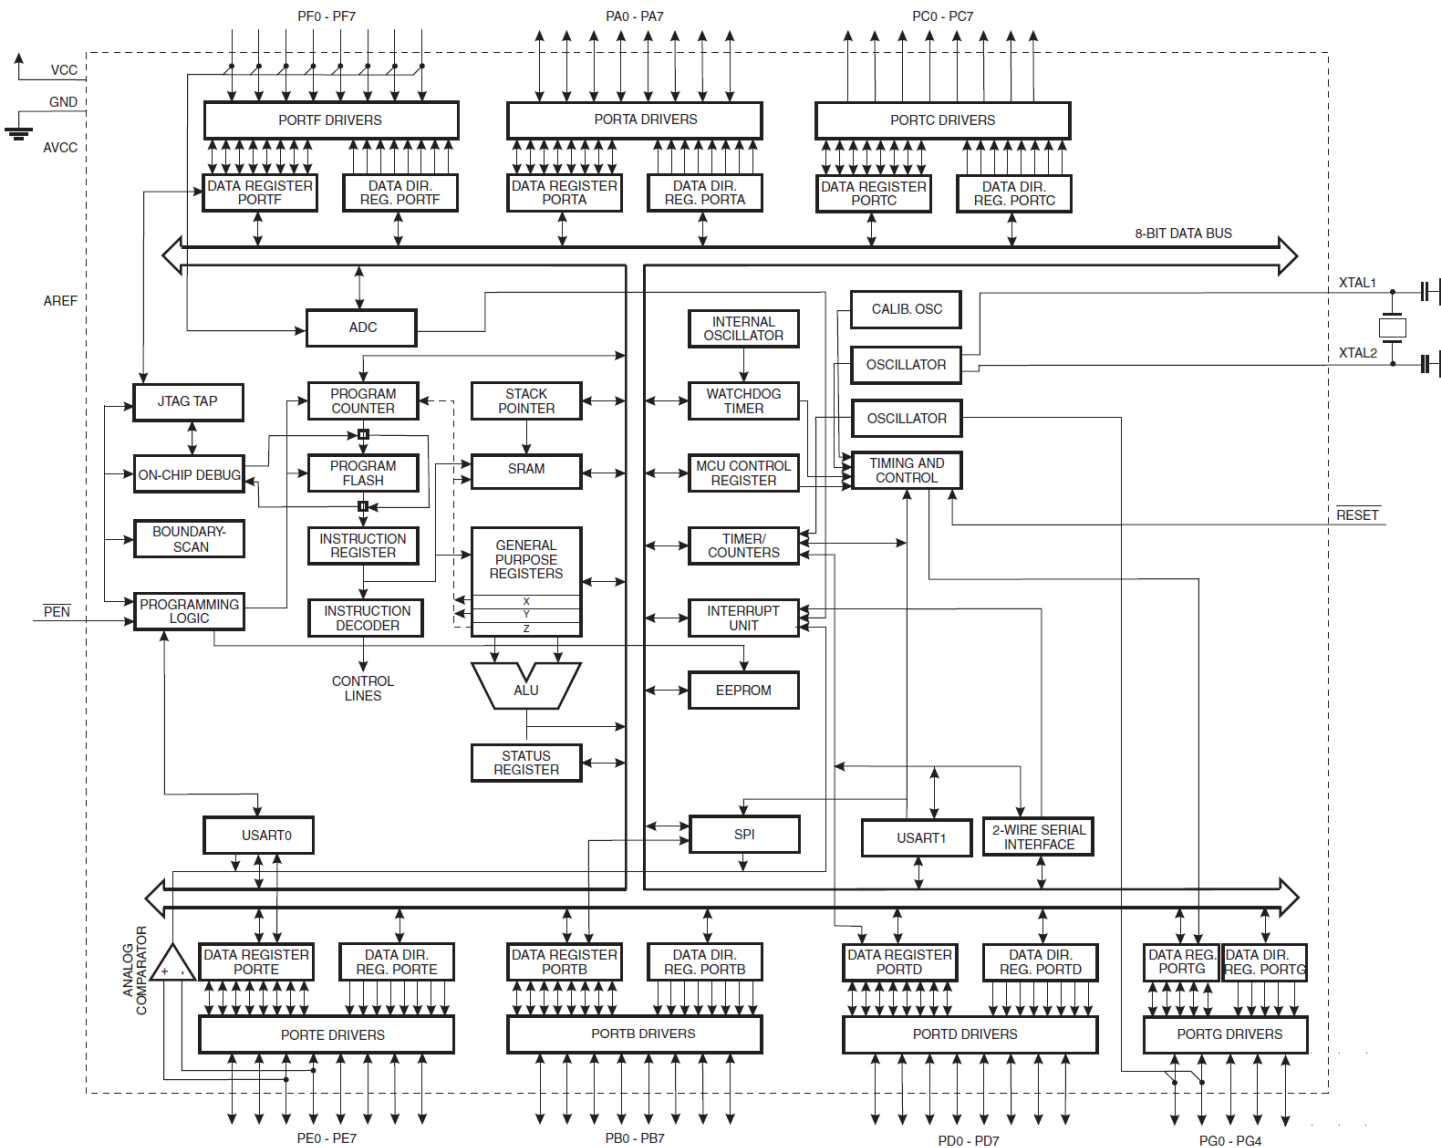 PF0 - PF7
PA0 - PA7
PC0 - PC7
VCC
GND
AVCC
PORTF DRIVERS
PORTA DRIVERS
PORTC DRIVERS
DATA REGISTER
PORTF
DATA DIR.
REG. PORTF
DATA REGISTER
PORTA
DATA DIR.
REG. PORTA
DATA REGISTER
PORTC
DATA DIR.
REG. PORTC
8-BIT DATA BUS
AREF
XTAL1
XTAL2
ADC
INTERNAL
OSCILLATOR
CALIB. OSC
OSCILLATOR
JTAG TAP
PROGRAM
COUNTER
STACK
POINTER
WATCHDOG
TIMER
OSCILLATOR
ON-CHIP DEBUG
PROGRAM
FLASH
SRAM
MCU CONTROL
REGISTER
TIMING AND
CONTROL
RESET
BOUNDARY-
SCAN
INSTRUCTION
REGISTER
GENERAL
PURPOSE
REGISTERS
X
Y
Z
TIMER/
COUNTERS
PEN
PROGRAMMING
LOGIC
INSTRUCTION
DECODER
INTERRUPT
UNIT
CONTROL
LINES
ALU
EEPROM
STATUS
REGISTER
USART0
SPI
USART1
2-WIRE SERIAL
INTERFACE
ANALOG
COMPARATOR
+
-
DATA REGISTER
PORTE
DATA DIR.
REG. PORTE
DATA REGISTER
PORTB
DATA DIR.
REG. PORTB
DATA REGISTER
PORTD
DATA DIR.
REG. PORTD
DATA REG.
PORTG
DATA DIR.
REG. PORTG
PORTE DRIVERS
PORTB DRIVERS
PORTD DRIVERS
PORTG DRIVERS
PE0 - PE7
PB0 - PB7
PD0 - PD7
PG0 - PG4